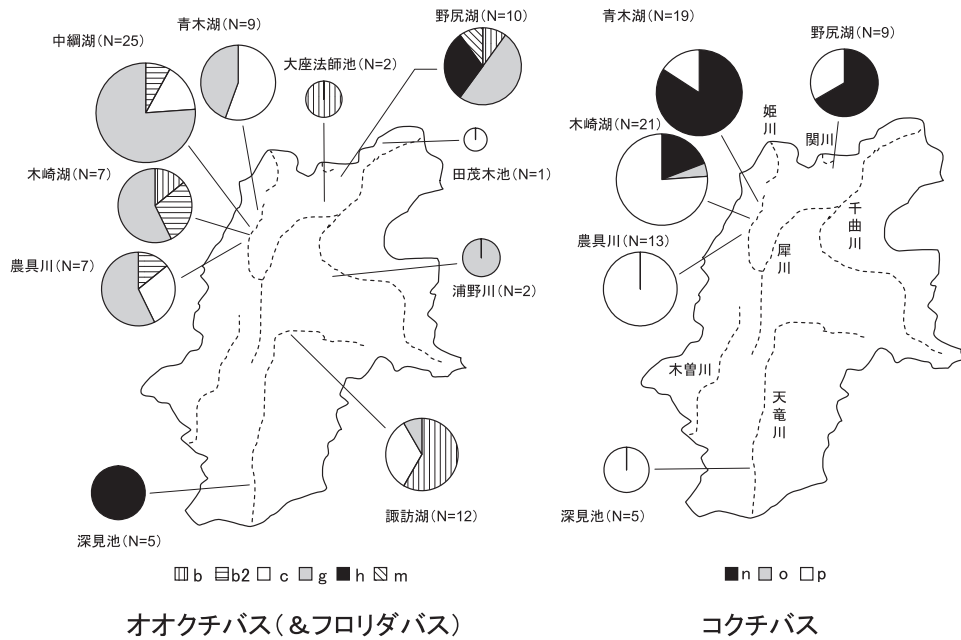 青木湖(N=9)
野尻湖(N=10)
中綱湖(N=25)
大座法師池(N=2)
木崎湖(N=7)
田茂木池(N=1)
農具川(N=7)
浦野川(N=2)
深見池(N=5)
諏訪湖(N=12)
b b2 c g h m
オオクチバス(&フロリダバス)
青木湖(N=19)
野尻湖(N=9)
姫川
関川
木崎湖(N=21)
千曲川
農具川(N=13)
犀川
木曽川
天竜川
深見池(N=5)
n o p
コクチバス